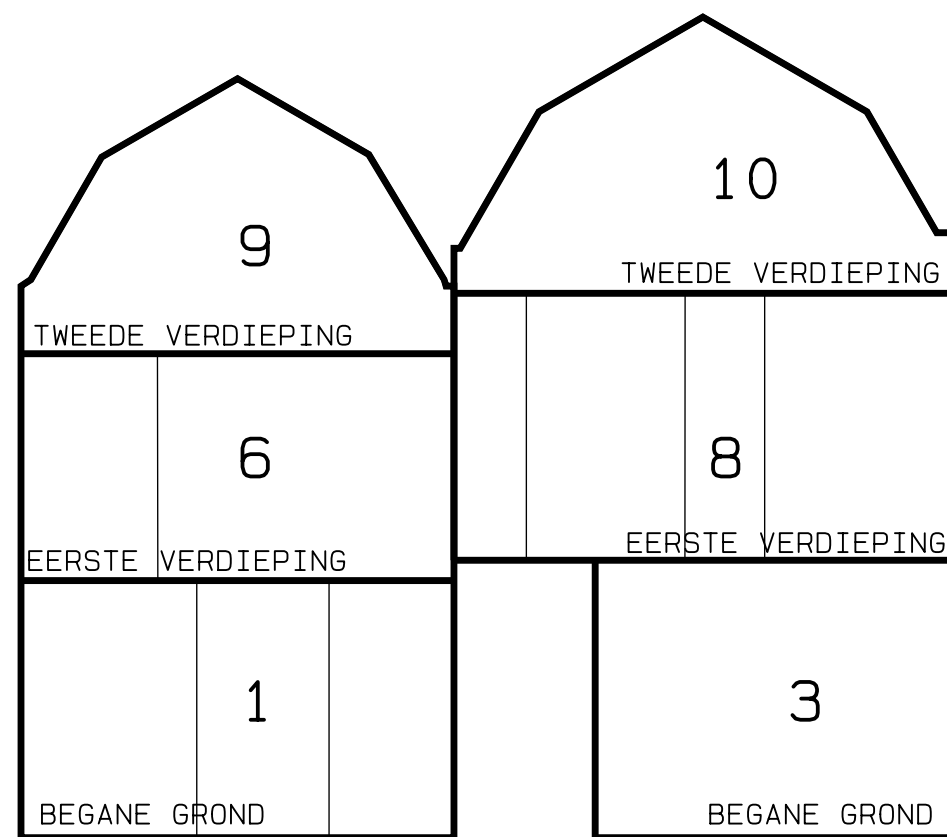 10
9
TWEEDE VERDIEPING
TWEEDE VERDIEPING
6
8
EERSTE VERDIEPING
EERSTE VERDIEPING
1
3
BEGANE GROND
BEGANE GROND